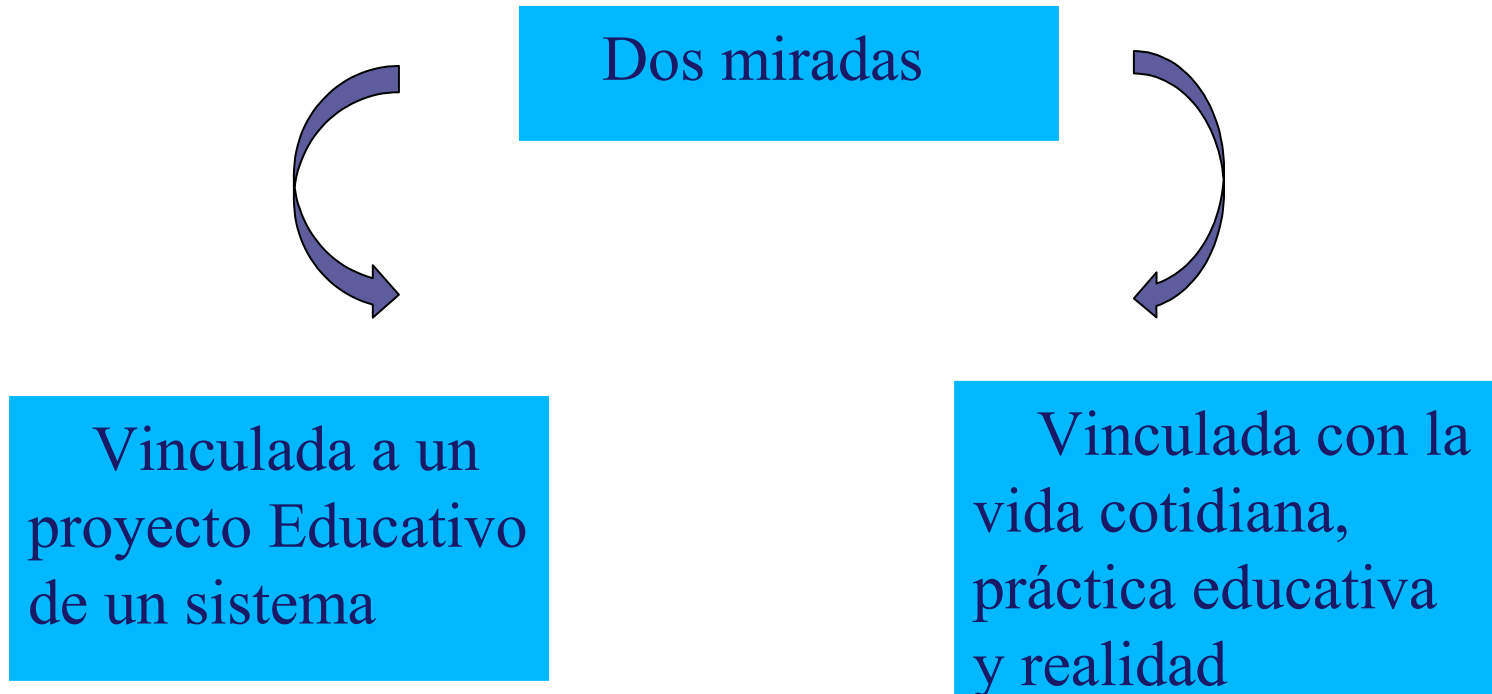 Dos miradas
Vinculada a un
proyecto Educativo
de un sistema
Vinculada con la
vida cotidiana,
práctica educativa
y realidad